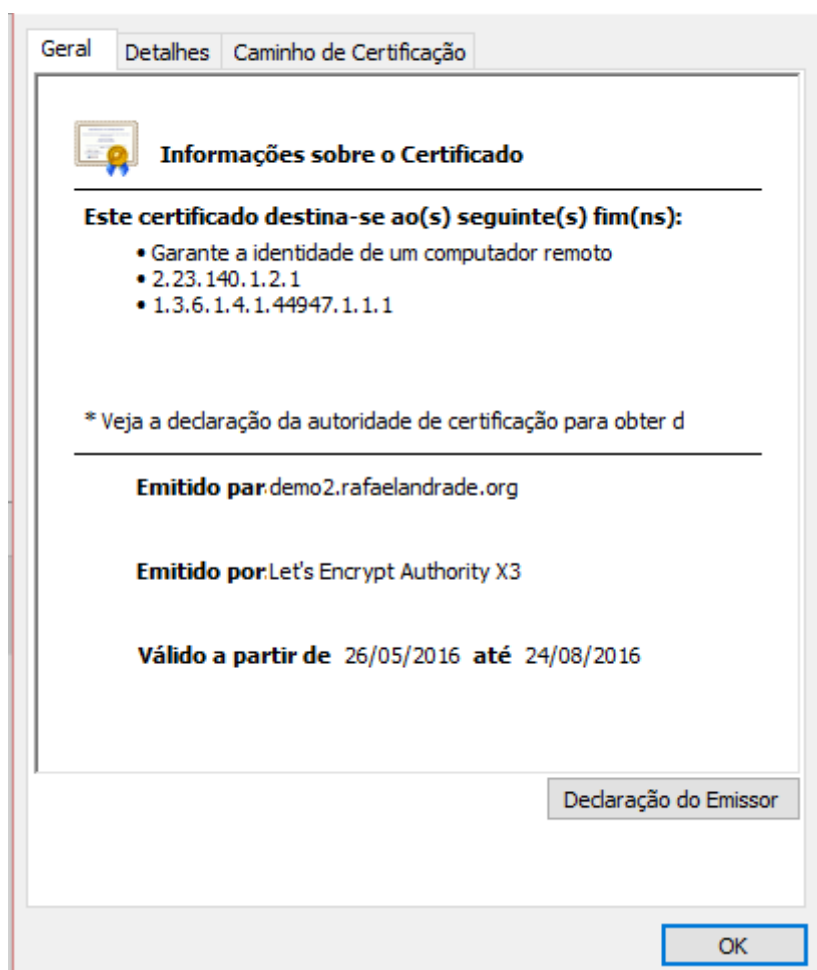 Geral Detalhes Caminho de Certificação
Informações sobre o Certificado
Este certificado destina-se ao(s) seguinte(s) fim(ns):
• Garante a identidade de um computador remoto
• 2.23.140.1.2.1
• 1.3.6.1.4.1.44947.1.1.1
* Veja a declaração da autoridade de certificação para obter d
Emitido par demo2.rafaelandrade.org
Emitido por: Let's Encrypt Authority X3
Válido a partir de 26/05/2016 até 24/08/2016
Declaração do Emissor
OK